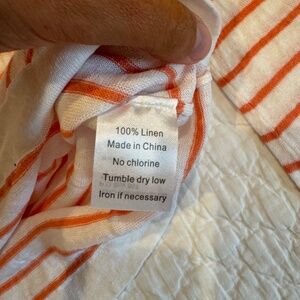 100% Linen
Made in China
No chlorine
Tumble dry low
Iron if necessary